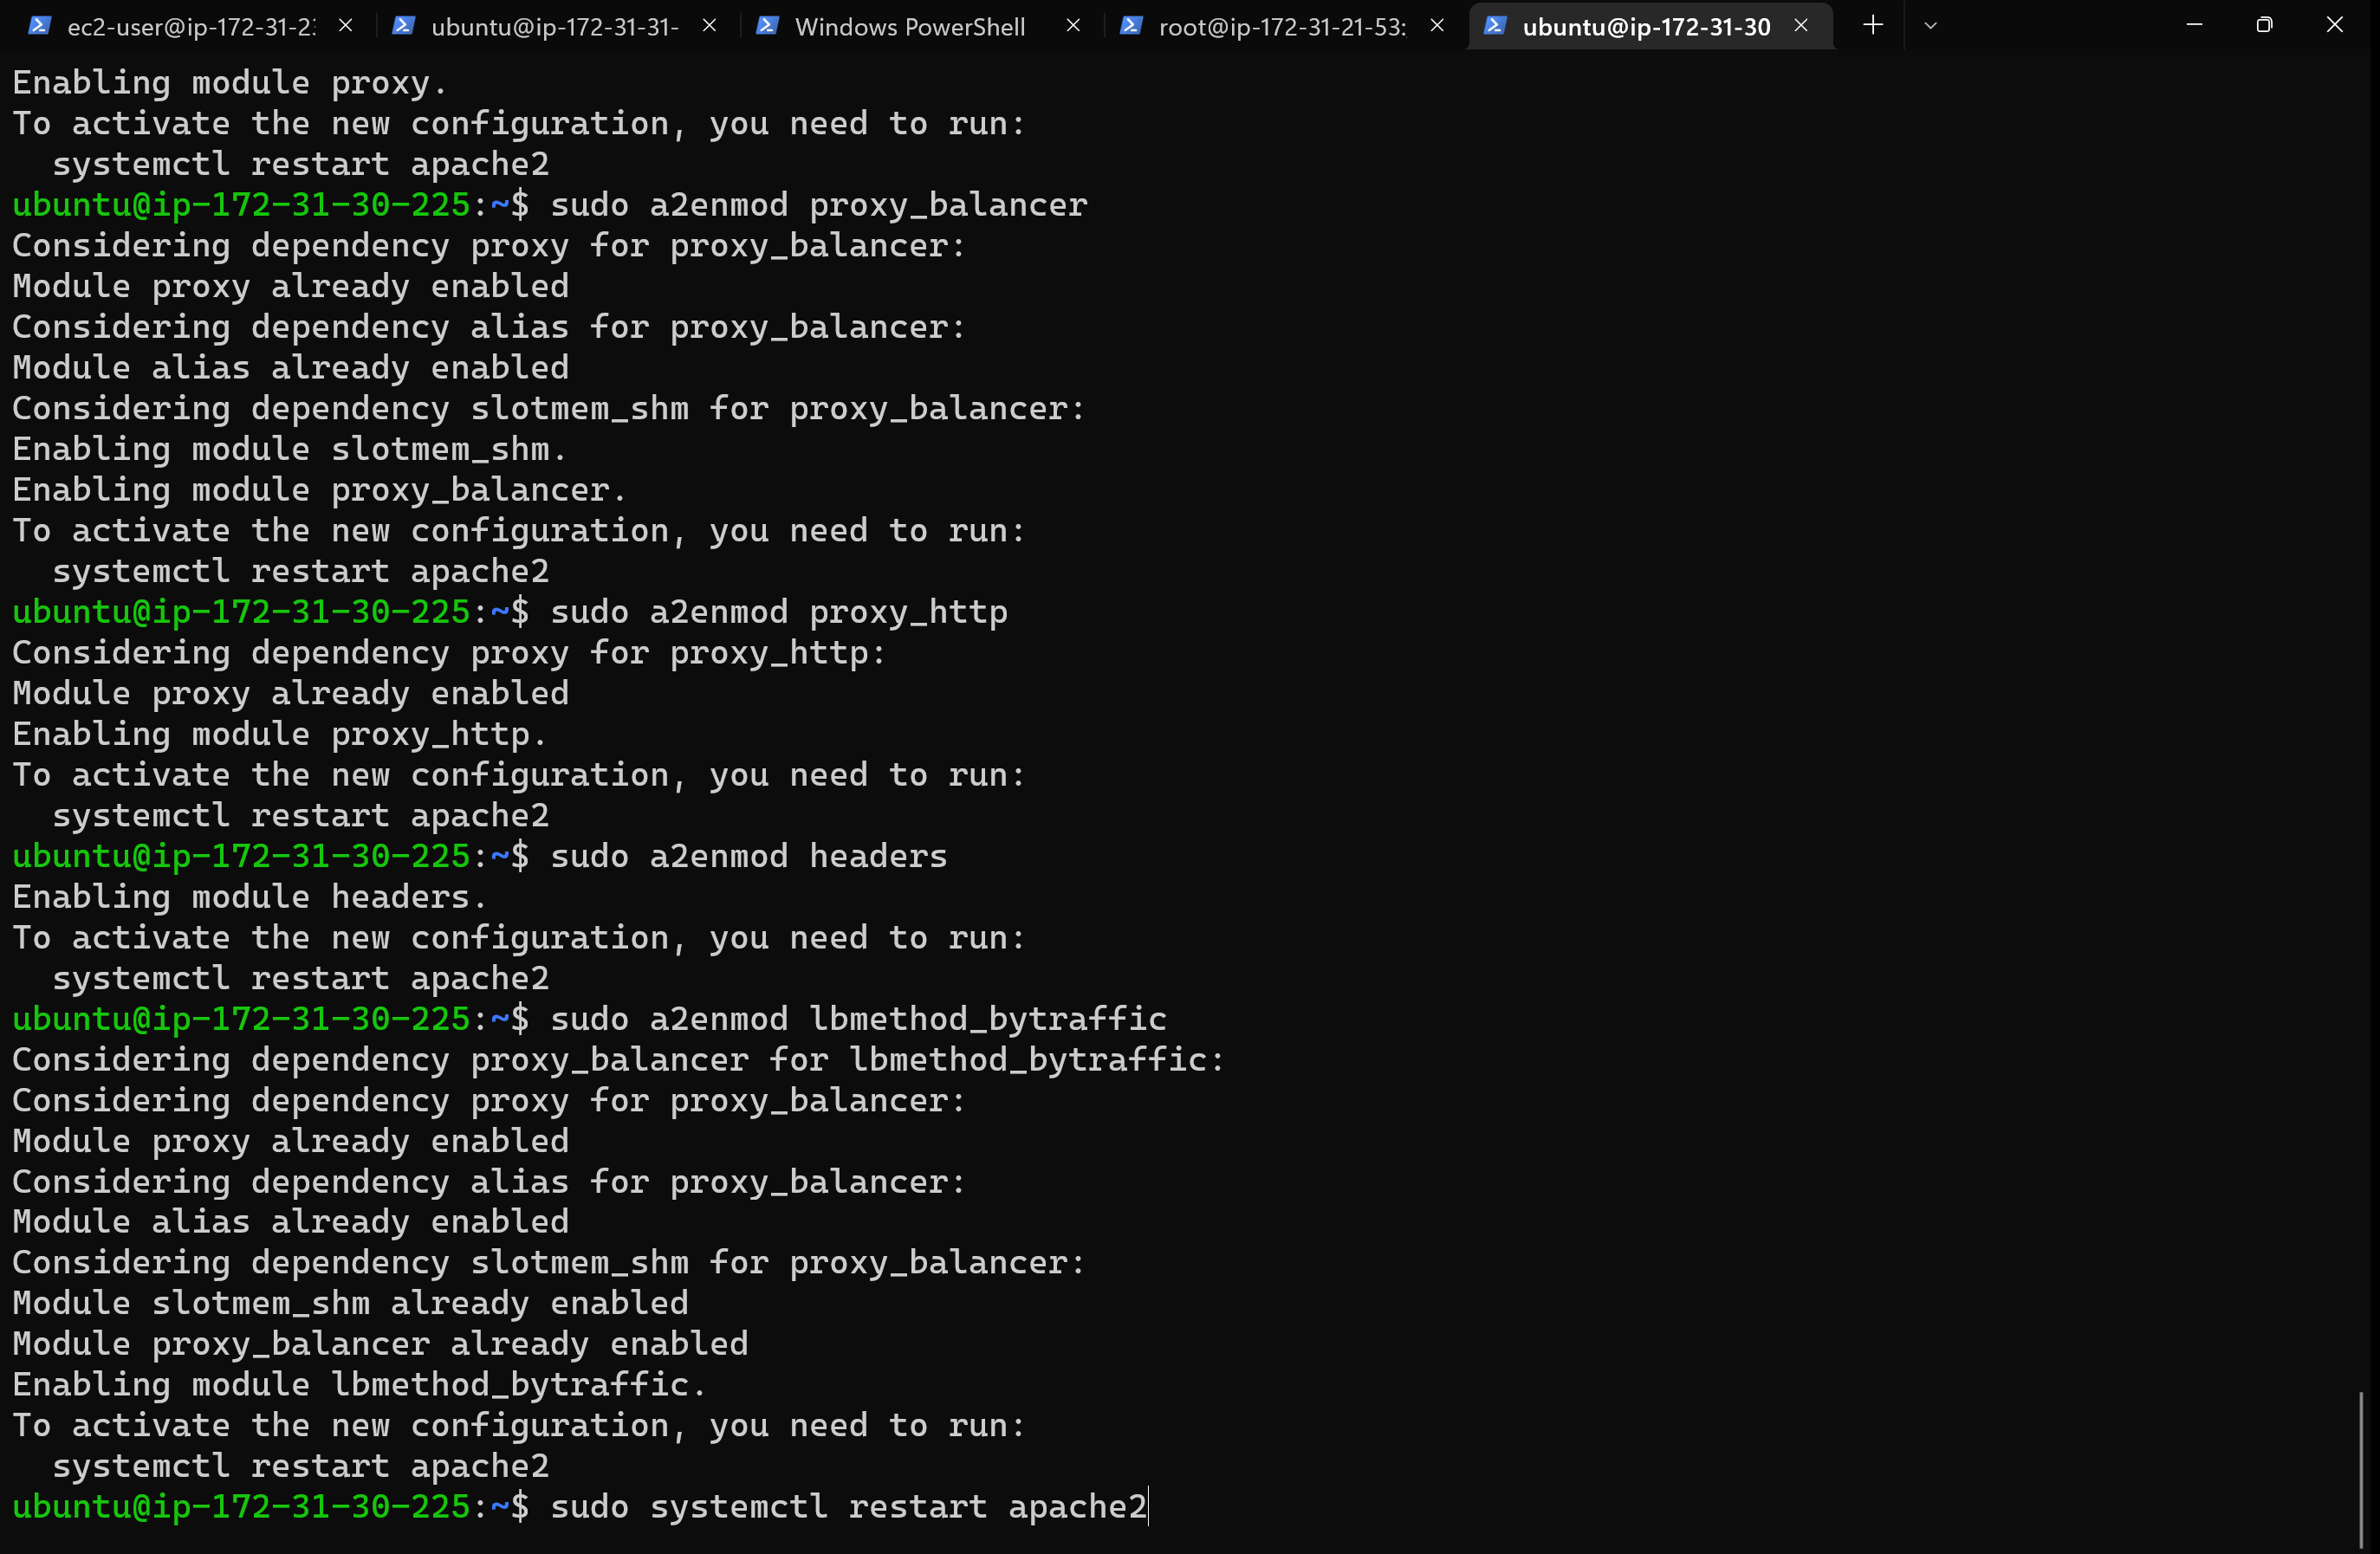 ec2-user@ip-172-31-23 ubuntu@ip-172-31-31- Windows PowerShell root@ip-172-31-21-53: ubuntu@ip-172-31-30
Enabling module proxy.
To activate the new configuration, you need to run:
  systemctl restart apache2
ubuntu@ip-172-31-30-225:~$ sudo a2enmod proxy_balancer
Considering dependency proxy for proxy_balancer:
Module proxy already enabled
Considering dependency alias for proxy_balancer:
Module alias already enabled
Considering dependency slotmem_shm for proxy_balancer:
Enabling module slotmem_shm.
Enabling module proxy_balancer.
To activate the new configuration, you need to run:
  systemctl restart apache2
ubuntu@ip-172-31-30-225:~$ sudo a2enmod proxy_http
Considering dependency proxy for proxy_http:
Module proxy already enabled
Enabling module proxy_http.
To activate the new configuration, you need to run:
  systemctl restart apache2
ubuntu@ip-172-31-30-225:~$ sudo a2enmod headers
Enabling module headers.
To activate the new configuration, you need to run:
  systemctl restart apache2
ubuntu@ip-172-31-30-225:~$ sudo a2enmod lbmethod_bytraffic
Considering dependency proxy_balancer for lbmethod_bytraffic:
Considering dependency proxy for proxy_balancer:
Module proxy already enabled
Considering dependency alias for proxy_balancer:
Module alias already enabled
Considering dependency slotmem_shm for proxy_balancer:
Module slotmem_shm already enabled
Module proxy_balancer already enabled
Enabling module lbmethod_bytraffic.
To activate the new configuration, you need to run:
  systemctl restart apache2
ubuntu@ip-172-31-30-225:~$ sudo systemctl restart apache2